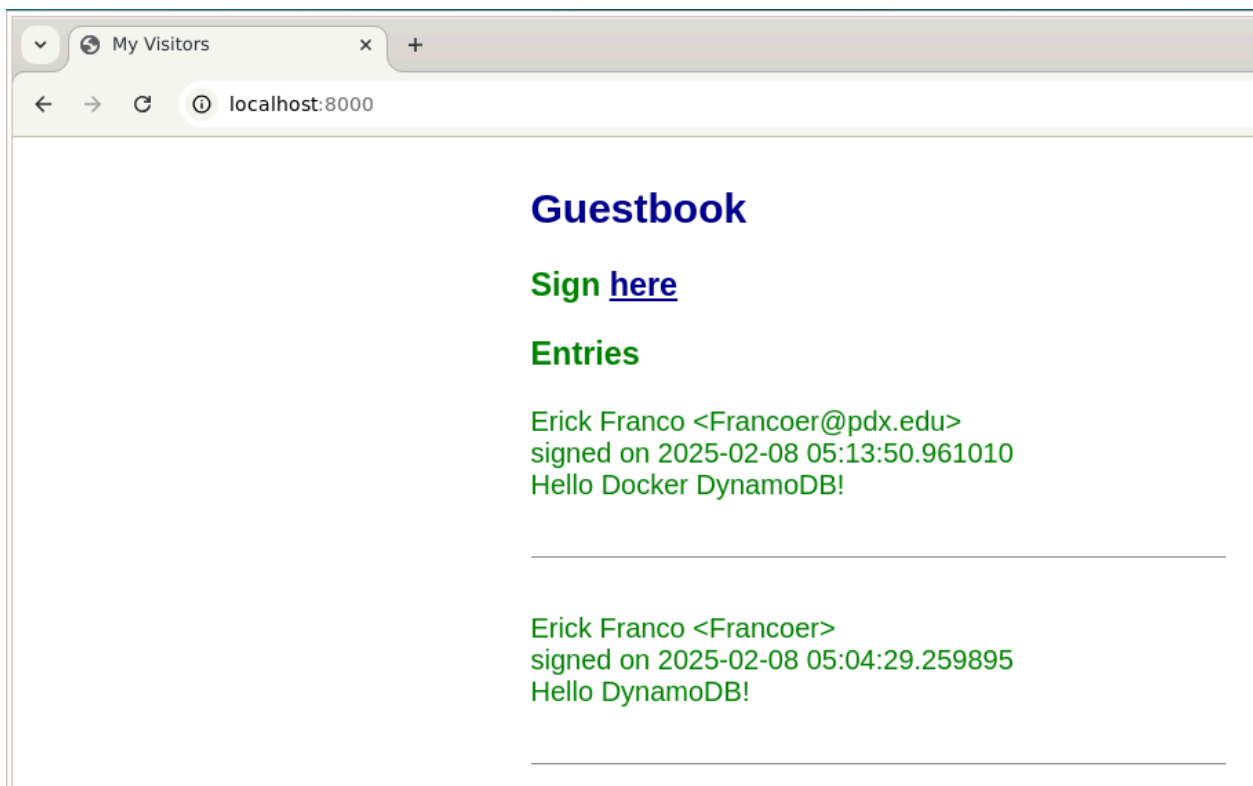 My Visitors
localhost:8000
Guestbook
Sign here
Entries
Erick Franco <Francoer@pdx.edu>
signed on 2025-02-08 05:13:50.961010
Hello Docker DynamoDB!
Erick Franco <Francoer>
signed on 2025-02-08 05:04:29.259895
Hello DynamoDB!